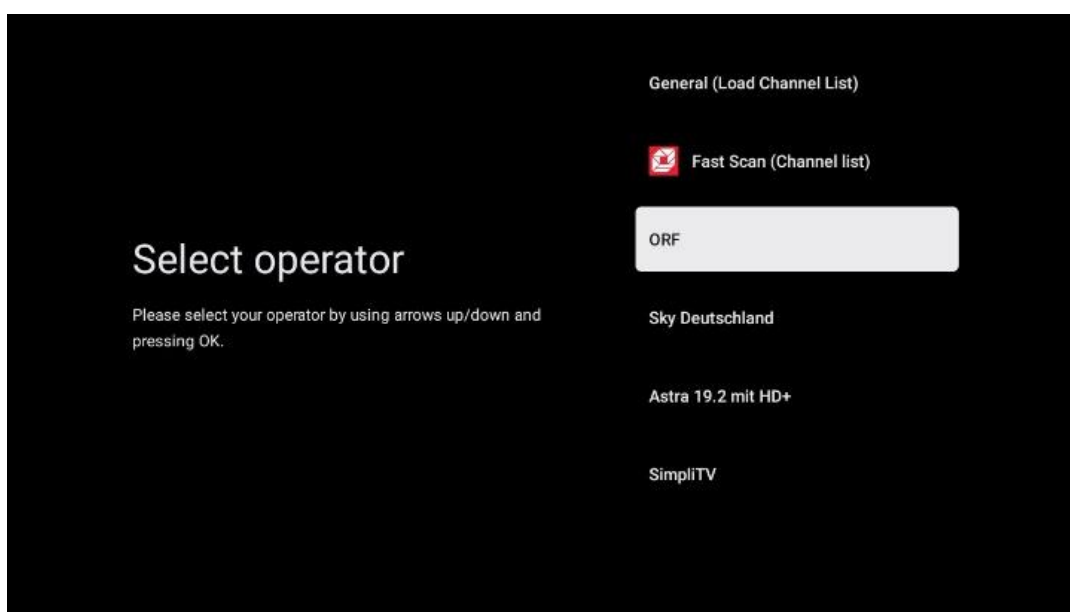 Select operator
Please select your operator by using arrows up/down and
pressing OK.
General (Load Channel List)
Fast Scan (Channel list)
ORF
Sky Deutschland
Astra 19.2 mit HD+
SimpliTV